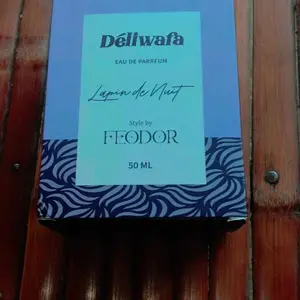 Déliwafa
EAU DE PARFUM
Lapin de Nuit
Style by
FEODOR
50 ML